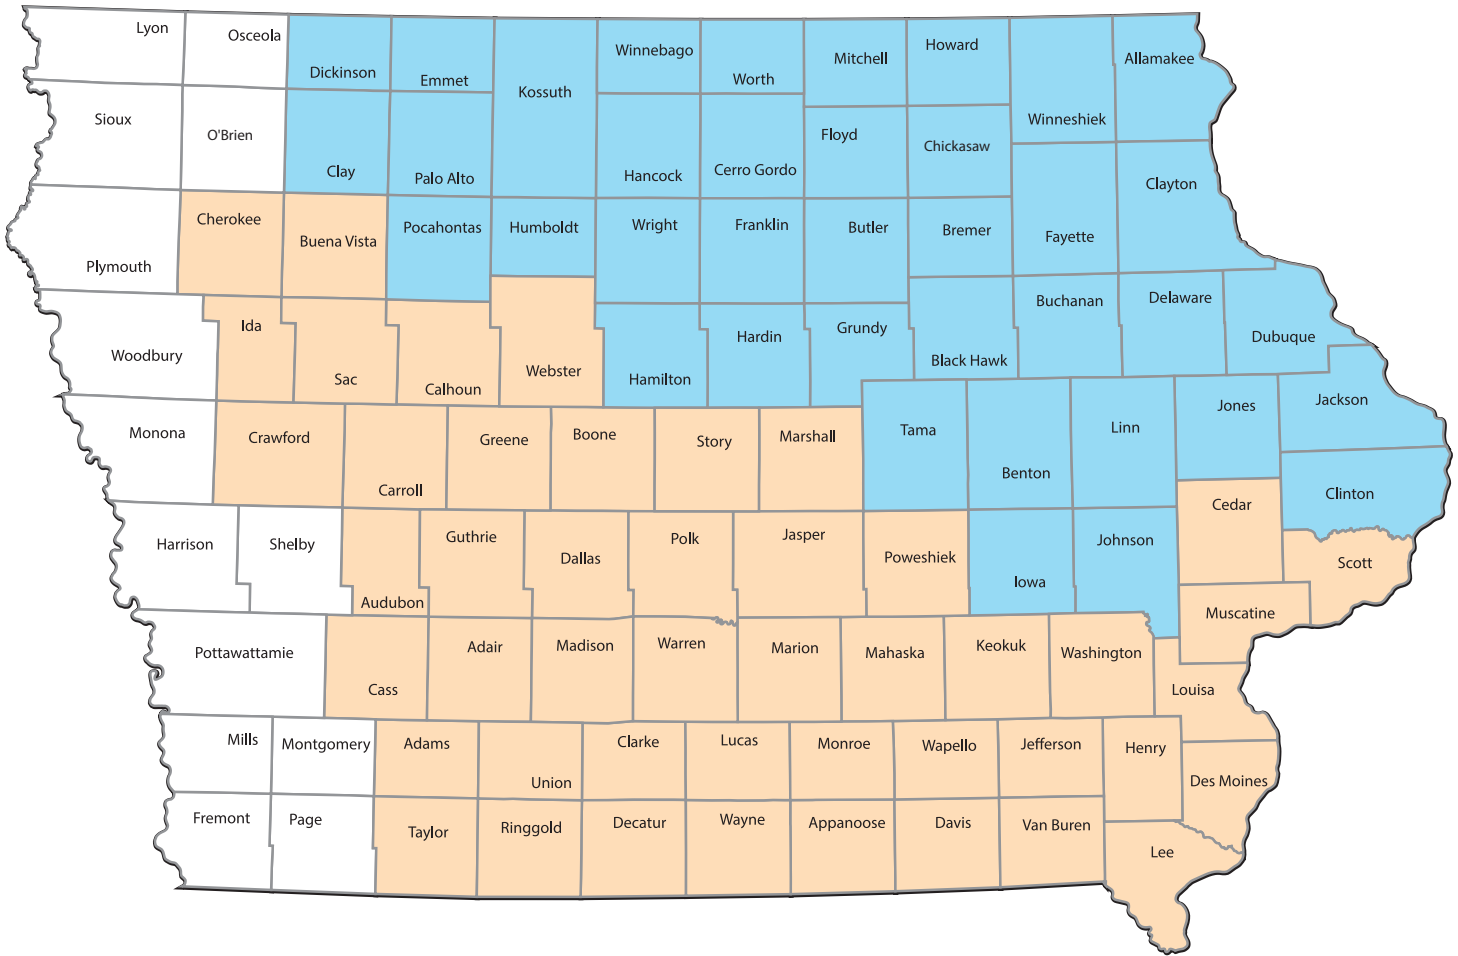 Lyon
Osceola
Dickinson
Emmet
Kossuth
Winnebago
Worth
Mitchell
Howard
Winneshiek
Allamakee
Sioux
O'Brien
Clay
Palo Alto
Hancock
Cerro Gordo
Floyd
Chickasaw
Clayton
Plymouth
Cherokee
Buena Vista
Pocahontas
Humboldt
Wright
Franklin
Butler
Bremer
Fayette
Woodbury
Ida
Sac
Calhoun
Webster
Hamilton
Hardin
Grundy
Black Hawk
Buchanan
Delaware
Dubuque
Monona
Crawford
Carroll
Greene
Boone
Story
Marshall
Tama
Benton
Linn
Jones
Jackson
Clinton
Harrison
Shelby
Audubon
Guthrie
Dallas
Polk
Jasper
Poweshiek
Iowa
Johnson
Cedar
Scott
Muscatine
Pottawattamie
Cass
Adair
Madison
Warren
Marion
Mahaska
Keokuk
Washington
Louisa
Mills
Montgomery
Adams
Union
Clarke
Lucas
Monroe
Wapello
Jefferson
Henry
Des Moines
Fremont
Page
Taylor
Ringgold
Decatur
Wayne
Appanoose
Davis
Van Buren
Lee